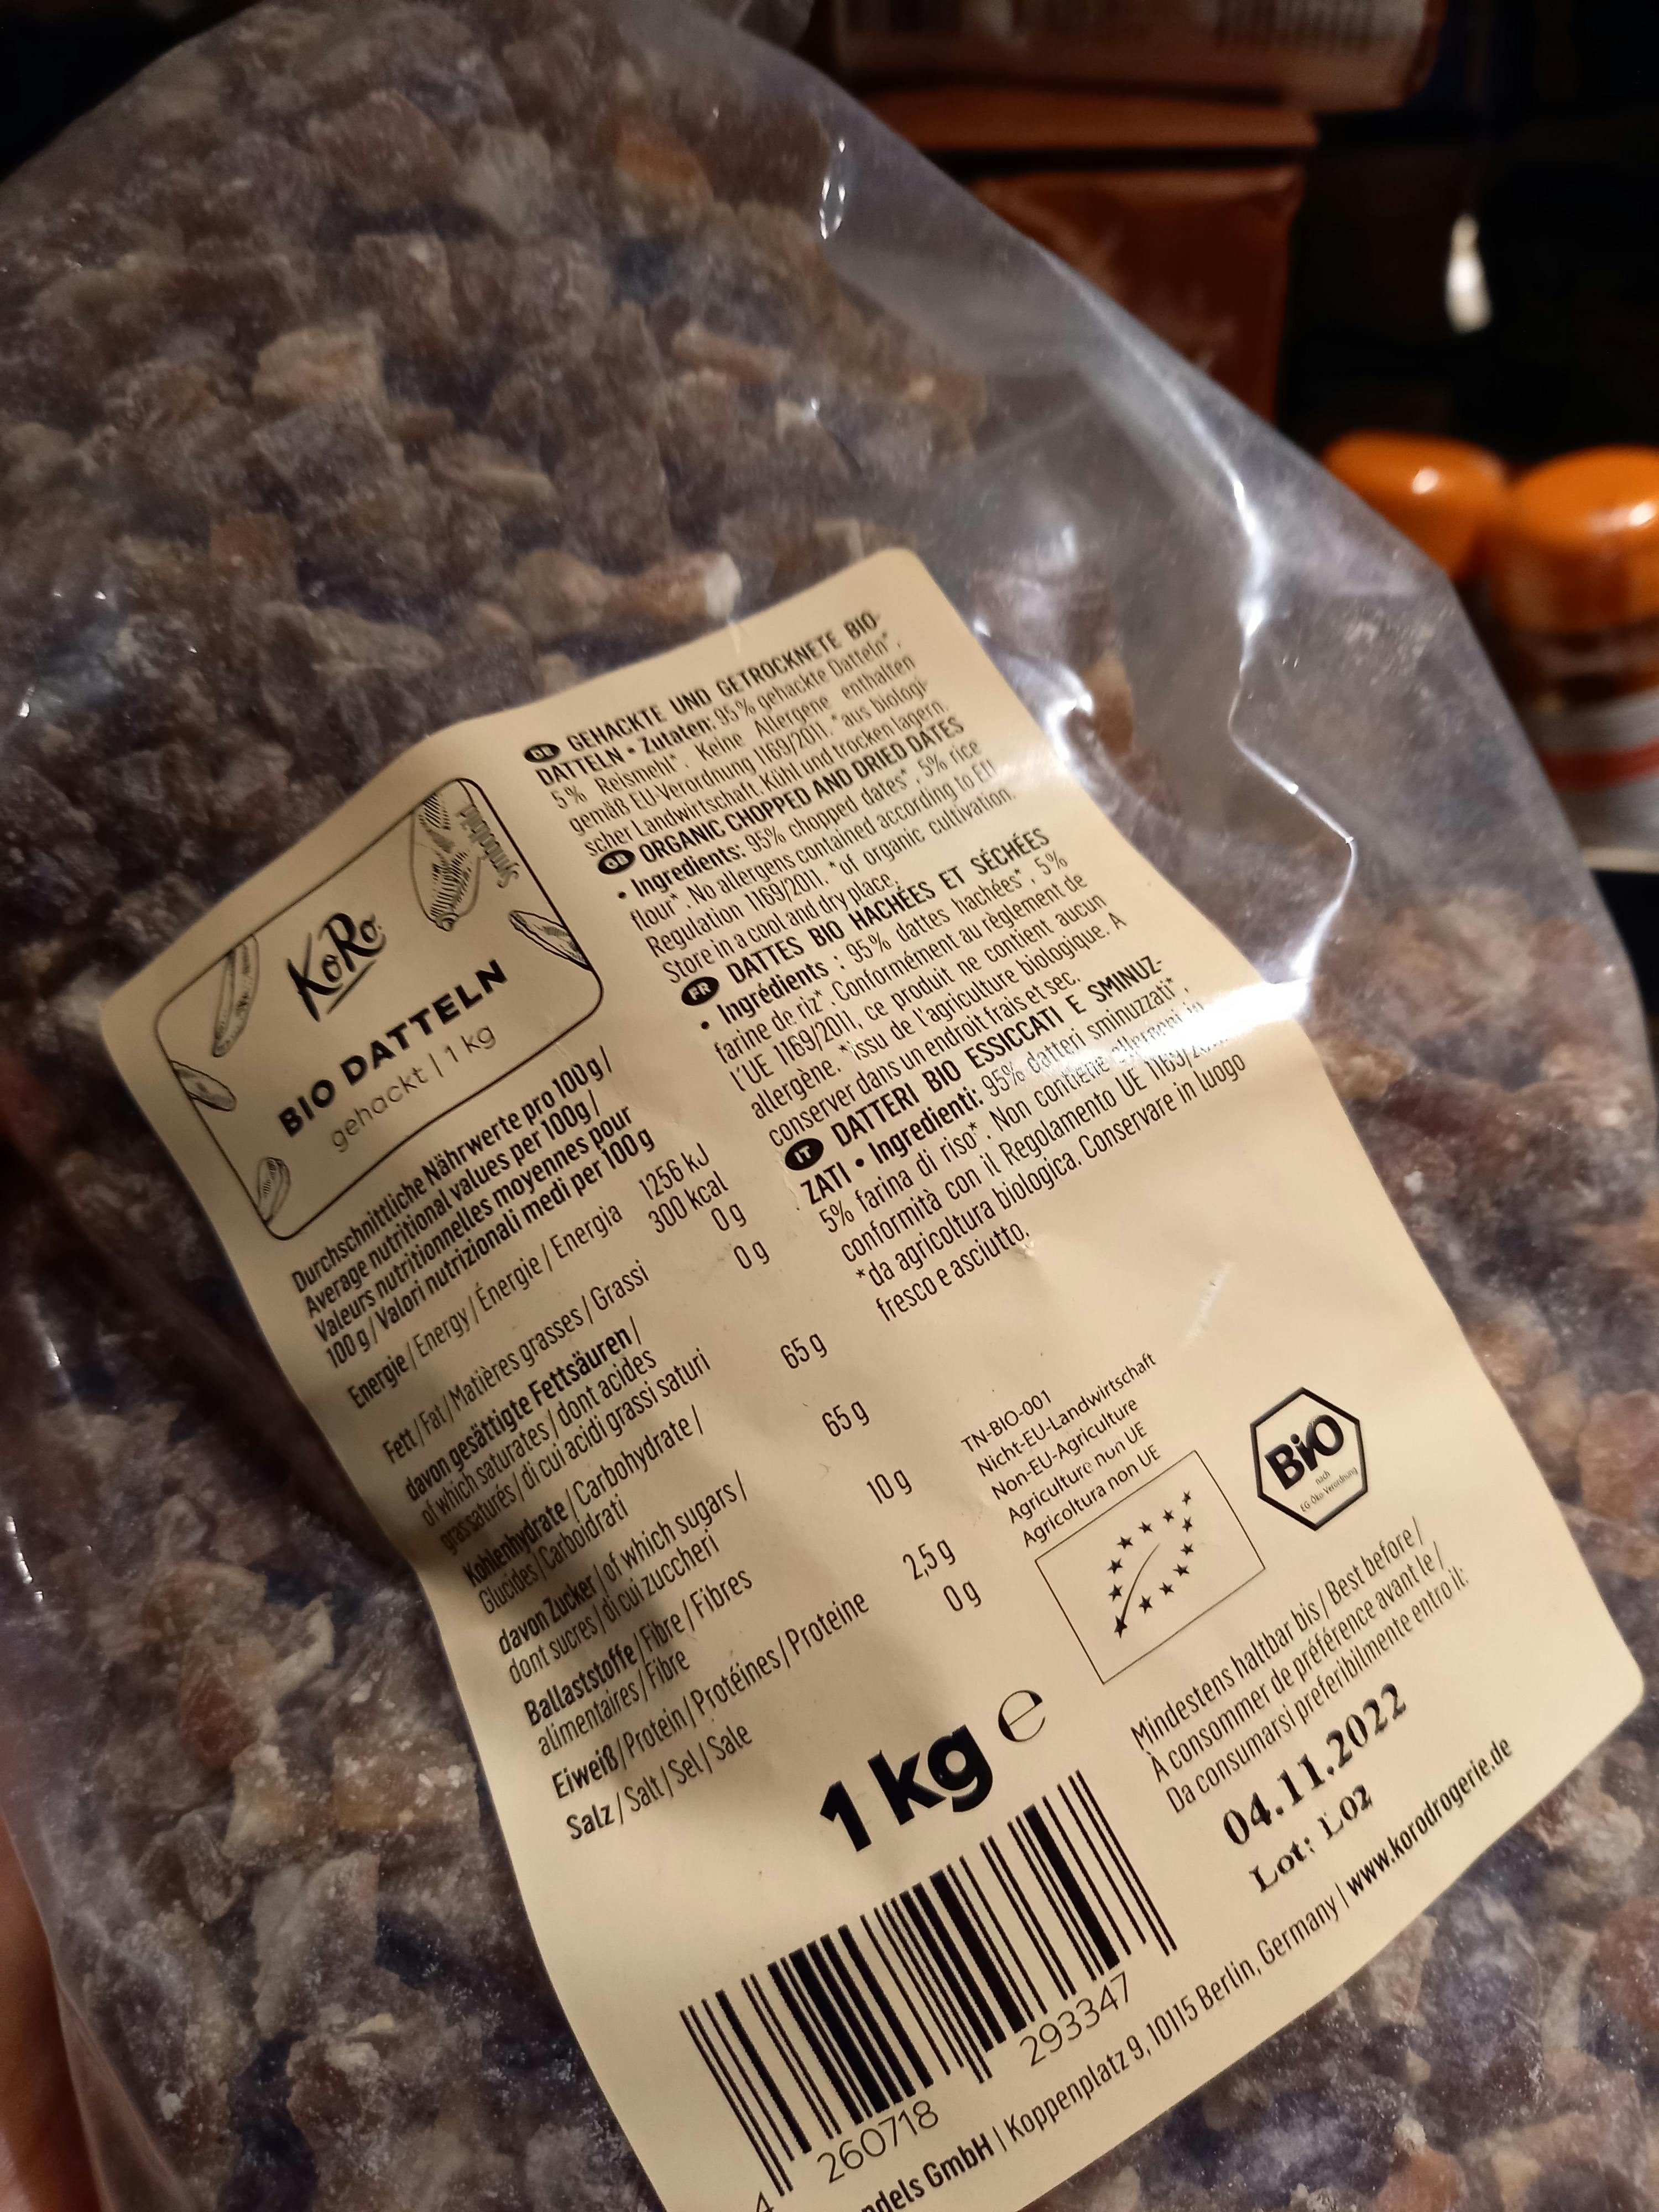 KoRo
BIO DATTELN
gehackt | 1 kg
Durchschnittliche Nährwerte pro 100 g /
Average nutritional values per 100g /
Valeurs nutritionnelles moyennes pour
100 g / Valori nutrizionali medi per 100 g
Energie / Energy / Énergie / Energia 1256 kJ
300 kcal
Fett / Fat / Matières grasses / Grassi 0 g
davon gesättigte Fettsäuren / 0 g
of which saturates / dont acides
gras saturés / di cui acidi grassi saturi
Kohlenhydrate / Carbohydrate / 65 g
Glucides / Carboidrati
davon Zucker / of which sugars / 65 g
dont sucres / di cui zuccheri
Ballaststoffe / Fibre / Fibres 10 g
alimentaires / Fibre
Eiweiß / Protein / Protéines / Proteine 2,5 g
Salz / Salt / Sel / Sale 0 g
DE GEHACKTE UND GETROCKNETE BIO-
DATTELN • Zutaten: 95 % gehackte Datteln*,
5 % Reismehl*. Keine Allergene enthalten
gemäß EU-Verordnung 1169/2011. *aus biologi-
scher Landwirtschaft. Kühl und trocken lagern.
GB ORGANIC CHOPPED AND DRIED DATES
• Ingredients: 95% chopped dates*, 5% rice
flour*. No allergens contained according to EU
Regulation 1169/2011. *of organic cultivation.
Store in a cool and dry place.
FR DATTES BIO HACHÉES ET SÉCHÉES
• Ingrédients : 95 % dattes hachées*, 5%
farine de riz*. Conformément au règlement de
l'UE 1169/2011, ce produit ne contient aucun
allergène. *issu de l'agriculture biologique. A
conserver dans un endroit frais et sec.
IT DATTERI BIO ESSICCATI E SMINUZ-
ZATI • Ingredienti: 95% datteri sminuzzati*,
5% farina di riso*. Non contiene allergeni in
conformità con il Regolamento UE
*da agricoltura biologica. Conservare in luogo
fresco e asciutto.
TN-BIO-001
Nicht-EU-Landwirtschaft
Non-EU-Agriculture
Agriculture non UE
Agricoltura non UE
BiO
nach
EG-Öko-Verordnung
1 kg e
Mindestens haltbar bis / Best before /
À consommer de préférence avant le /
Da consumarsi preferibilmente entro il:
04.11.2022
Lot: L02
4 260718 293347
GmbH | Koppenplatz 9, 10115 Berlin, Germany | www.korodrogerie.de